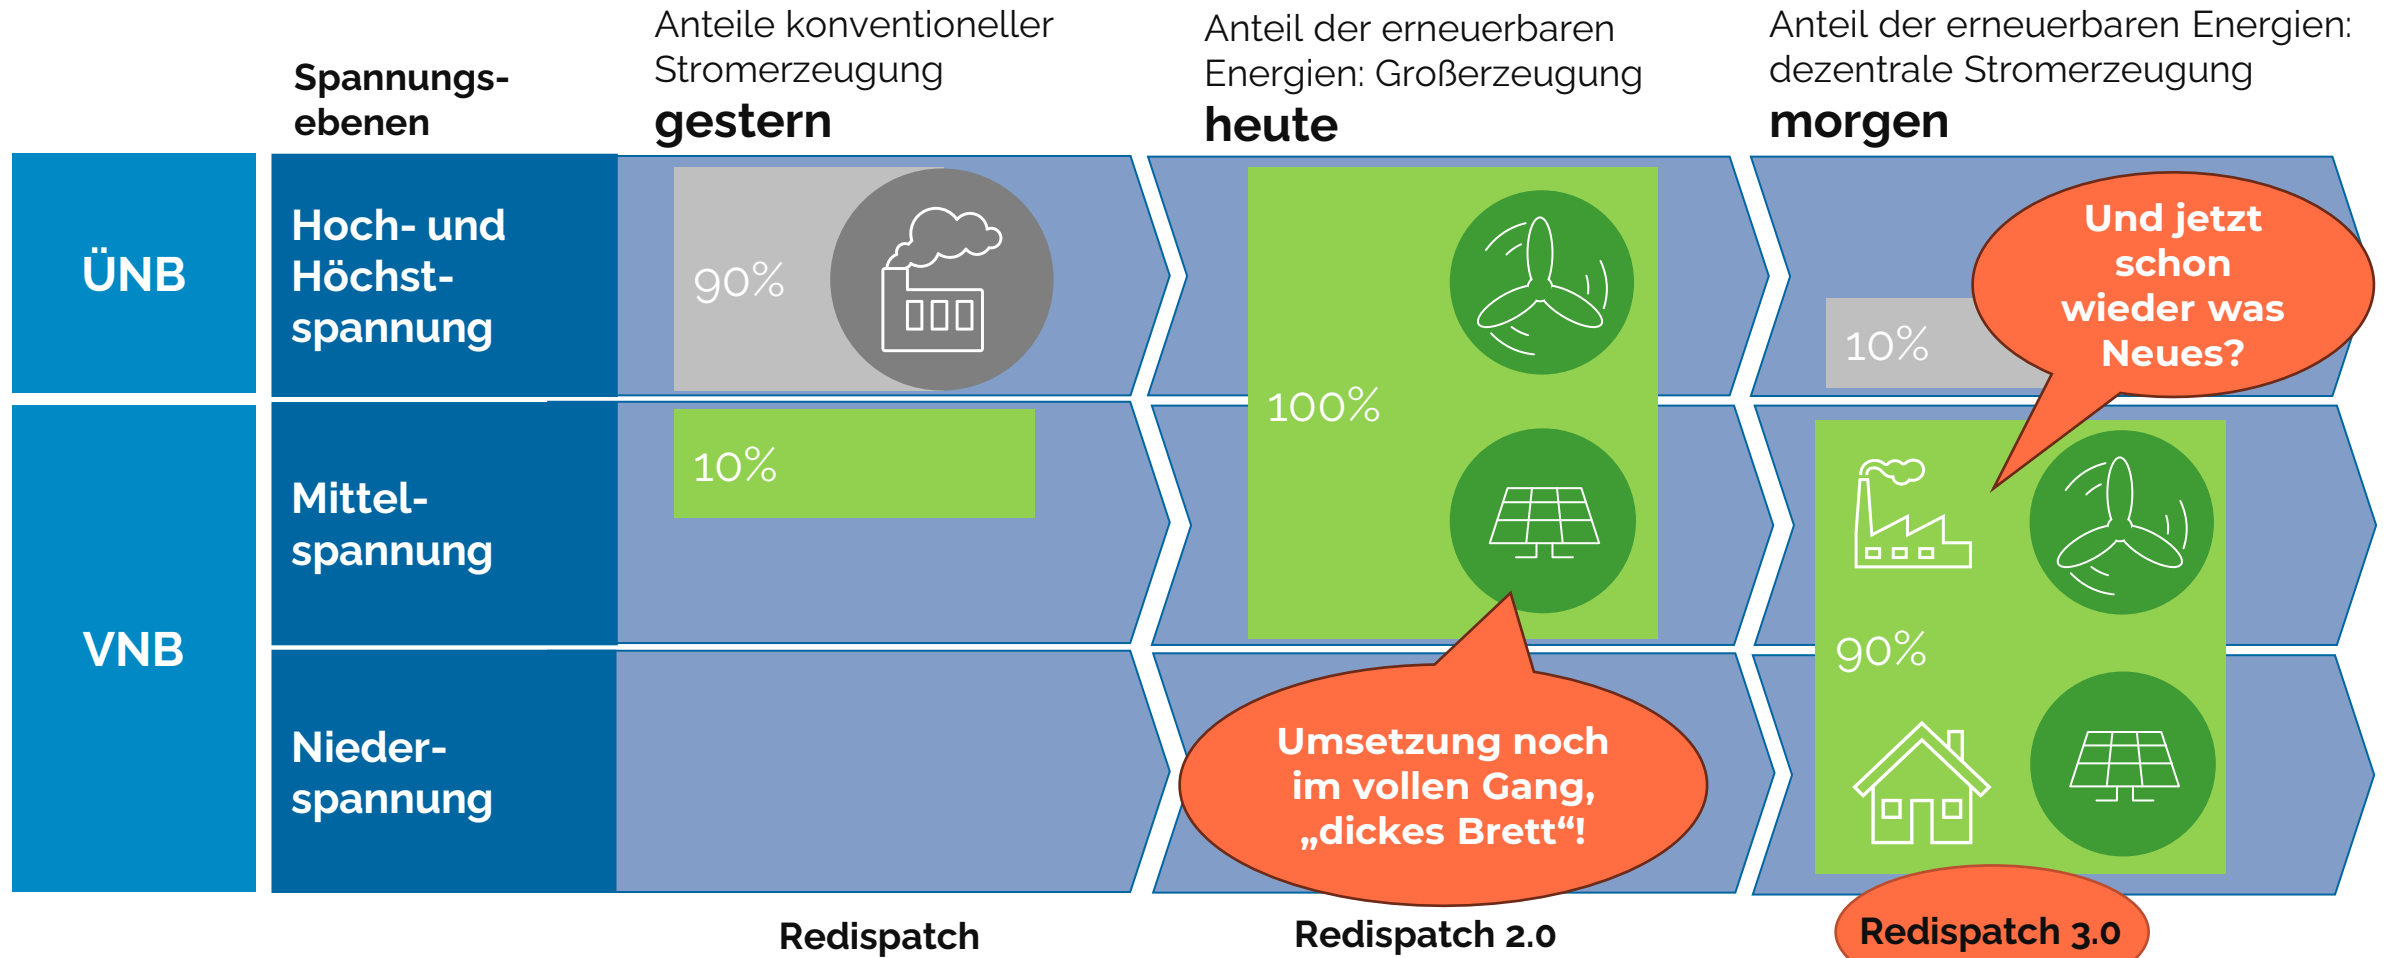 Spannungs-
ebenen
Anteile konventioneller
Stromerzeugung
gestern
Anteil der erneuerbaren
Energien: Großerzeugung
heute
Anteil der erneuerbaren Energien:
dezentrale Stromerzeugung
morgen
ÜNB
Hoch- und
Höchst-
spannung
90%
100%
10%
Und jetzt
schon
wieder was
Neues?
VNB
Mittel-
spannung
10%
90%
Nieder-
spannung
Umsetzung noch
im vollen Gang,
„dickes Brett“!
Redispatch
Redispatch 2.0
Redispatch 3.0